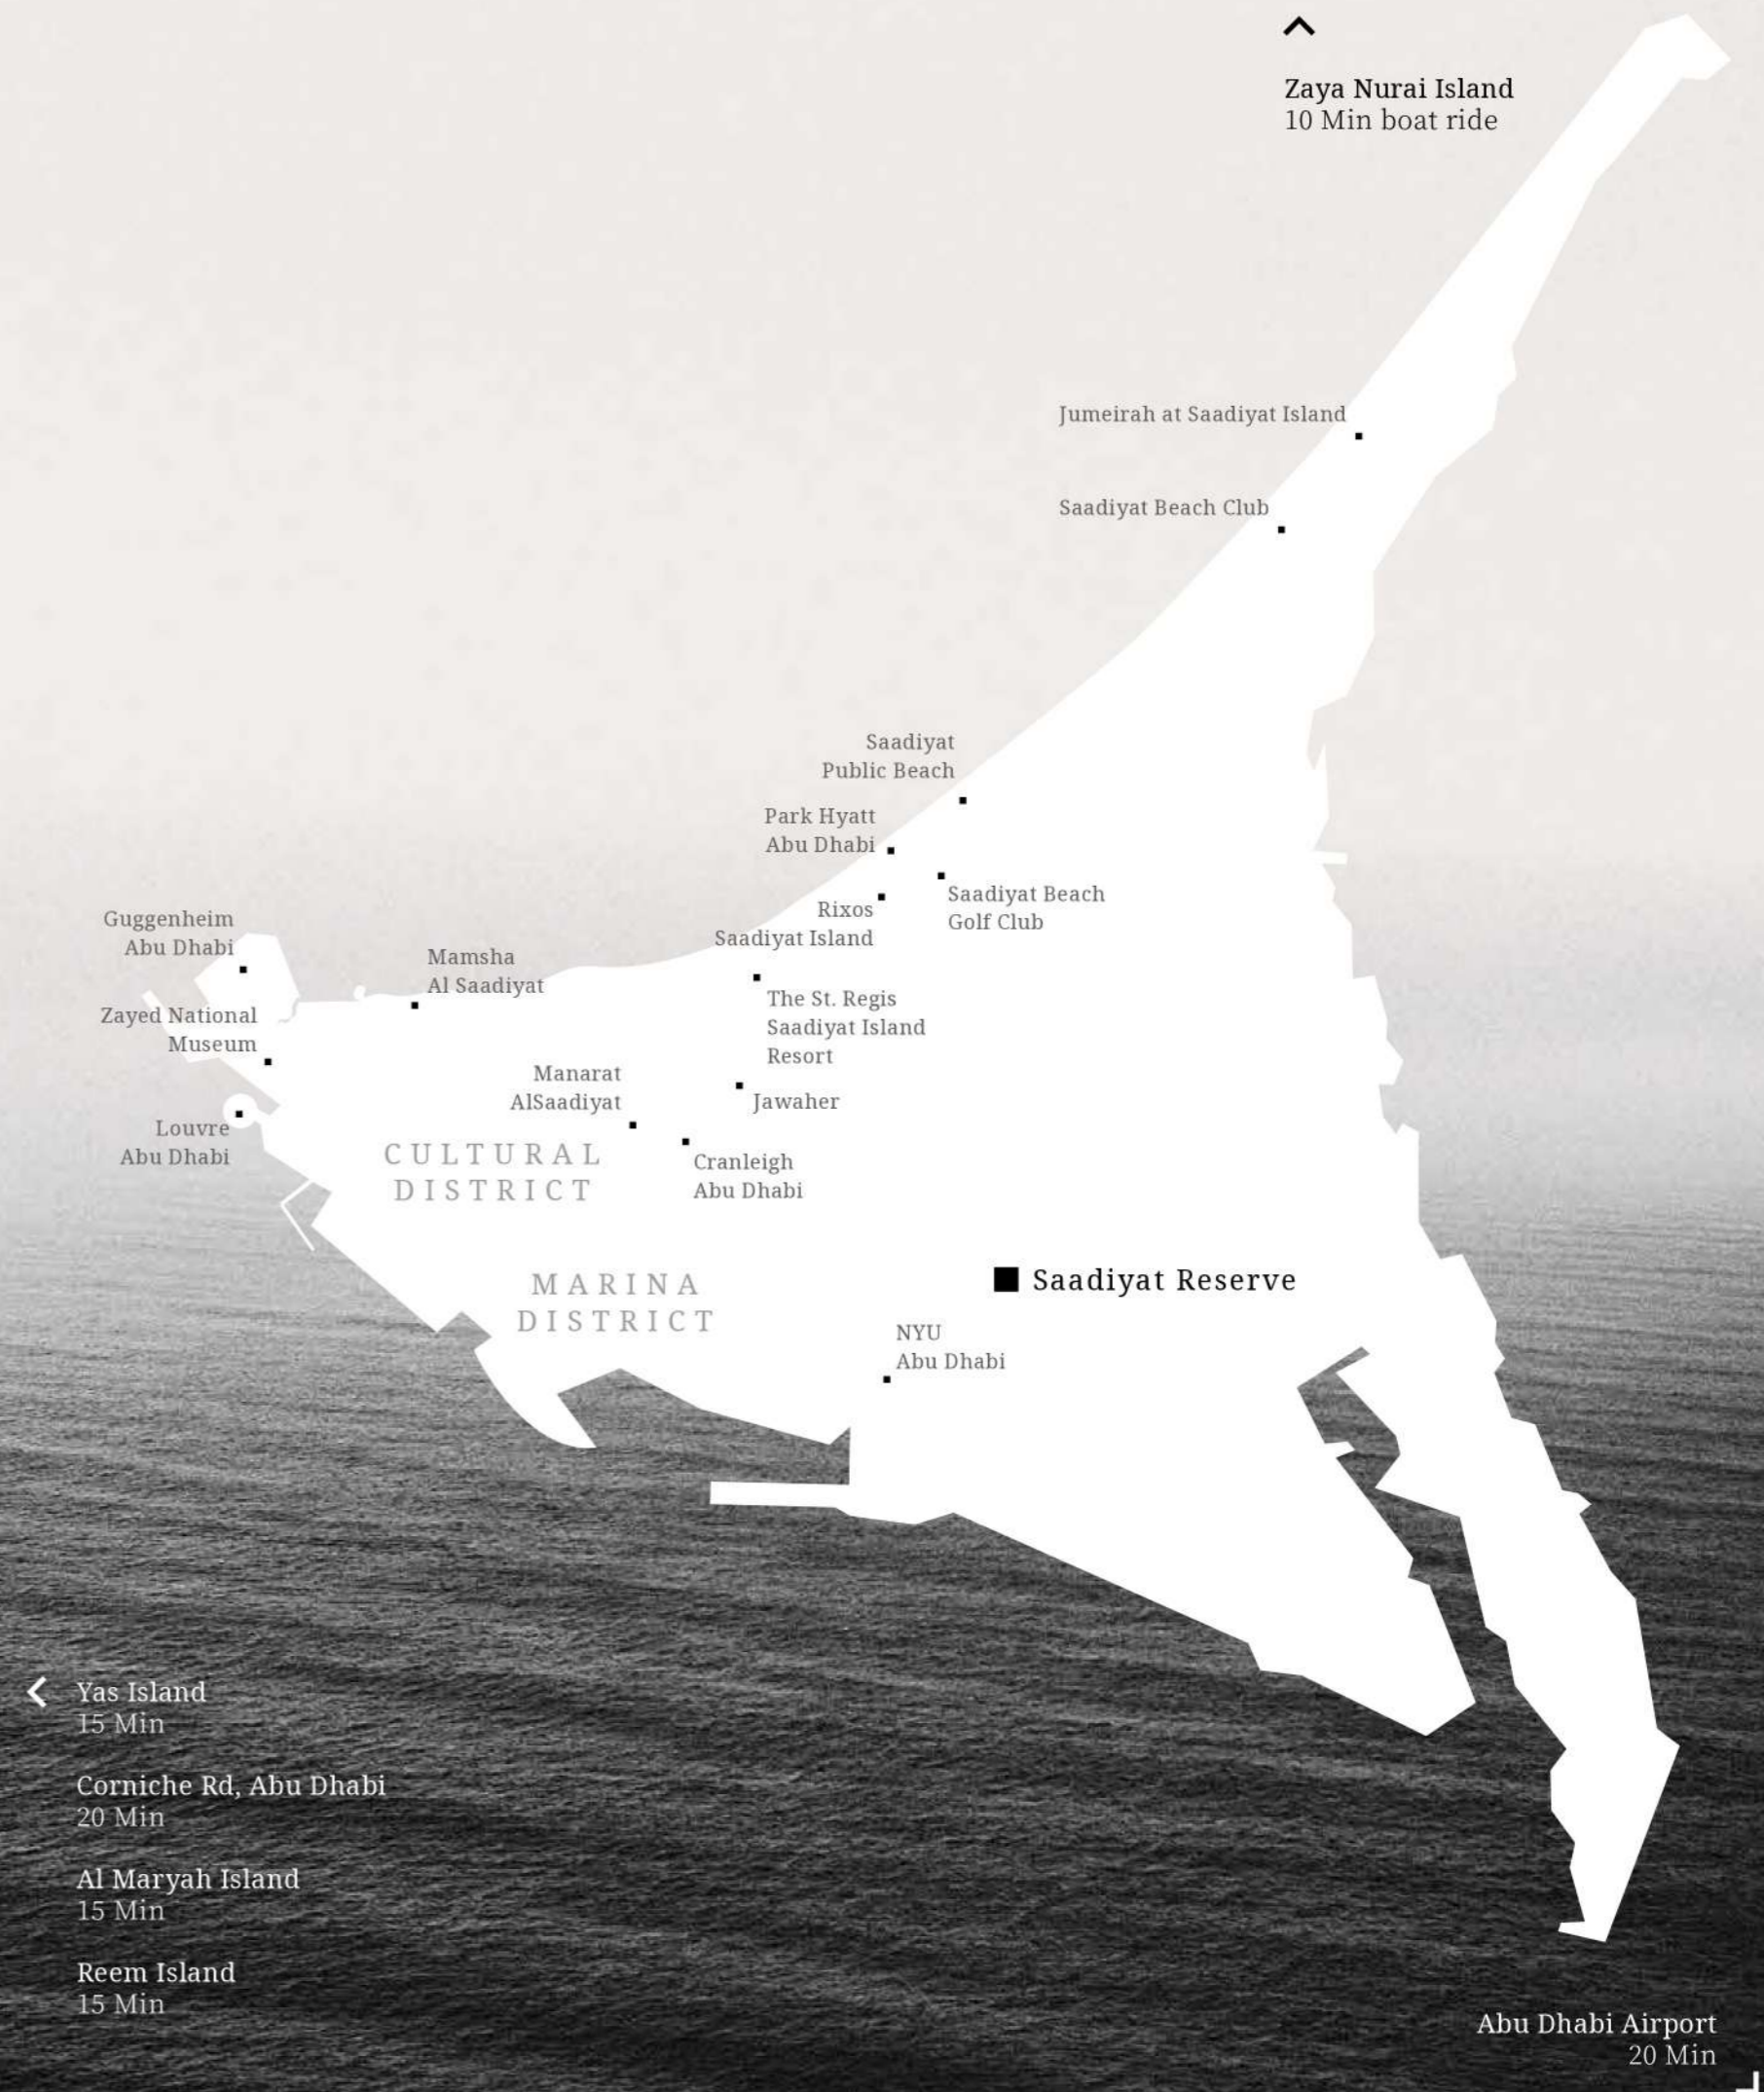 Zaya Nurai Island
10 Min boat ride
Jumeirah at Saadiyat Island
Saadiyat Beach Club
Saadiyat
Public Beach
Park Hyatt
Abu Dhabi
Saadiyat Beach
Golf Club
Rixos
Saadiyat Island
Guggenheim
Abu Dhabi
Mamsha
Al Saadiyat
The St. Regis
Saadiyat Island
Resort
Zayed National
Museum
Manarat
AlSaadiyat
Jawaher
Louvre
Abu Dhabi
CULTURAL
DISTRICT
Cranleigh
Abu Dhabi
MARINA
DISTRICT
Saadiyat Reserve
NYU
Abu Dhabi
Yas Island
15 Min
Corniche Rd, Abu Dhabi
20 Min
Al Maryah Island
15 Min
Reem Island
15 Min
Abu Dhabi Airport
20 Min